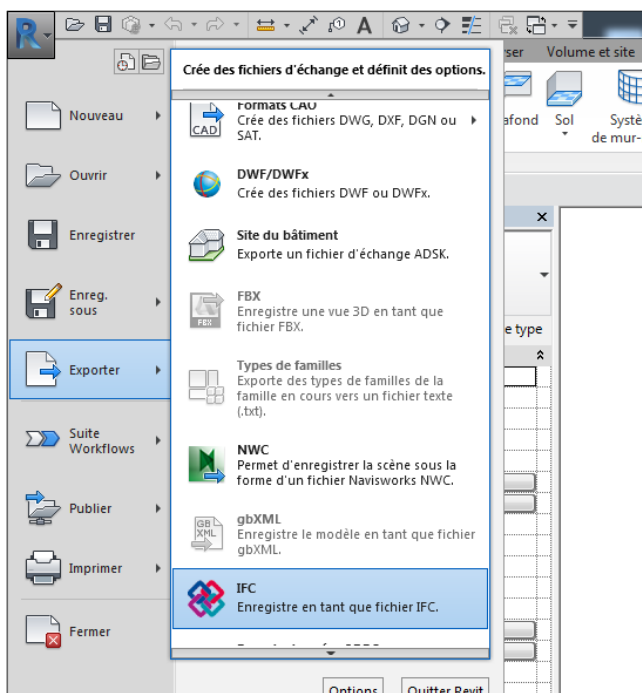 R
A
ser Volume et site
Crée des fichiers d'échange et définit des options.
Nouveau
Ouvrir
Enregistrer
Enreg.
sous
Exporter
Suite
Workflows
Publier
Imprimer
Fermer
Formats CAO
Crée des fichiers DWG, DXF, DGN ou
SAT.
CAD
DWF/DWFx
Crée des fichiers DWF ou DWFx.
Site du bâtiment
Exporte un fichier d'échange ADSK.
FBX
Enregistre une vue 3D en tant que
fichier FBX.
FBX
Types de familles
Exporte des types de familles de la
famille en cours vers un fichier texte
(.txt).
NWC
Permet d'enregistrer la scène sous la
forme d'un fichier Navisworks NWC.
gbXML
Enregistre le modèle en tant que fichier
gbXML.
GB
XML
IFC
Enregistre en tant que fichier IFC.
Options
Quitter Revit
afond
Sol
Systè
de mur-
e type